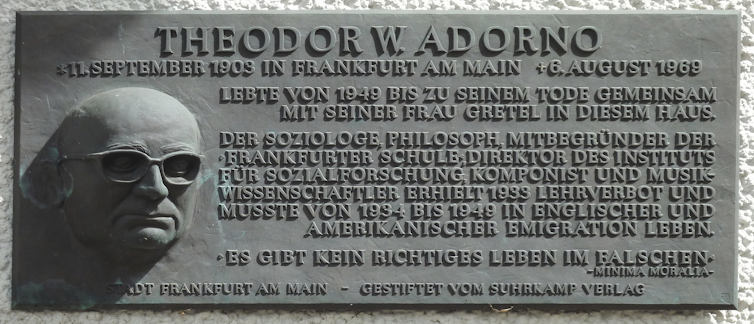 THEODOR W. ADORNO
*11. SEPTEMBER 1903 IN FRANKFURT AM MAIN +6. AUGUST 1969
LEBTE VON 1949 BIS ZU SEINEM TODE GEMEINSAM
MIT SEINER FRAU GRETEL IN DIESEM HAUS.
DER SOZIOLOGE, PHILOSOPH, MITBEGRÜNDER DER
›FRANKFURTER SCHULE‹, DIREKTOR DES INSTITUTS
FÜR SOZIALFORSCHUNG, KOMPONIST UND MUSIK-
WISSENSCHAFTLER ERHIELT 1933 LEHRVERBOT UND
MUSSTE VON 1934 BIS 1949 IN ENGLISCHER UND
AMERIKANISCHER EMIGRATION LEBEN.
›ES GIBT KEIN RICHTIGES LEBEN IM FALSCHEN‹
-MINIMA MORALIA-
STADT FRANKFURT AM MAIN - GESTIFTET VOM SUHRKAMP VERLAG